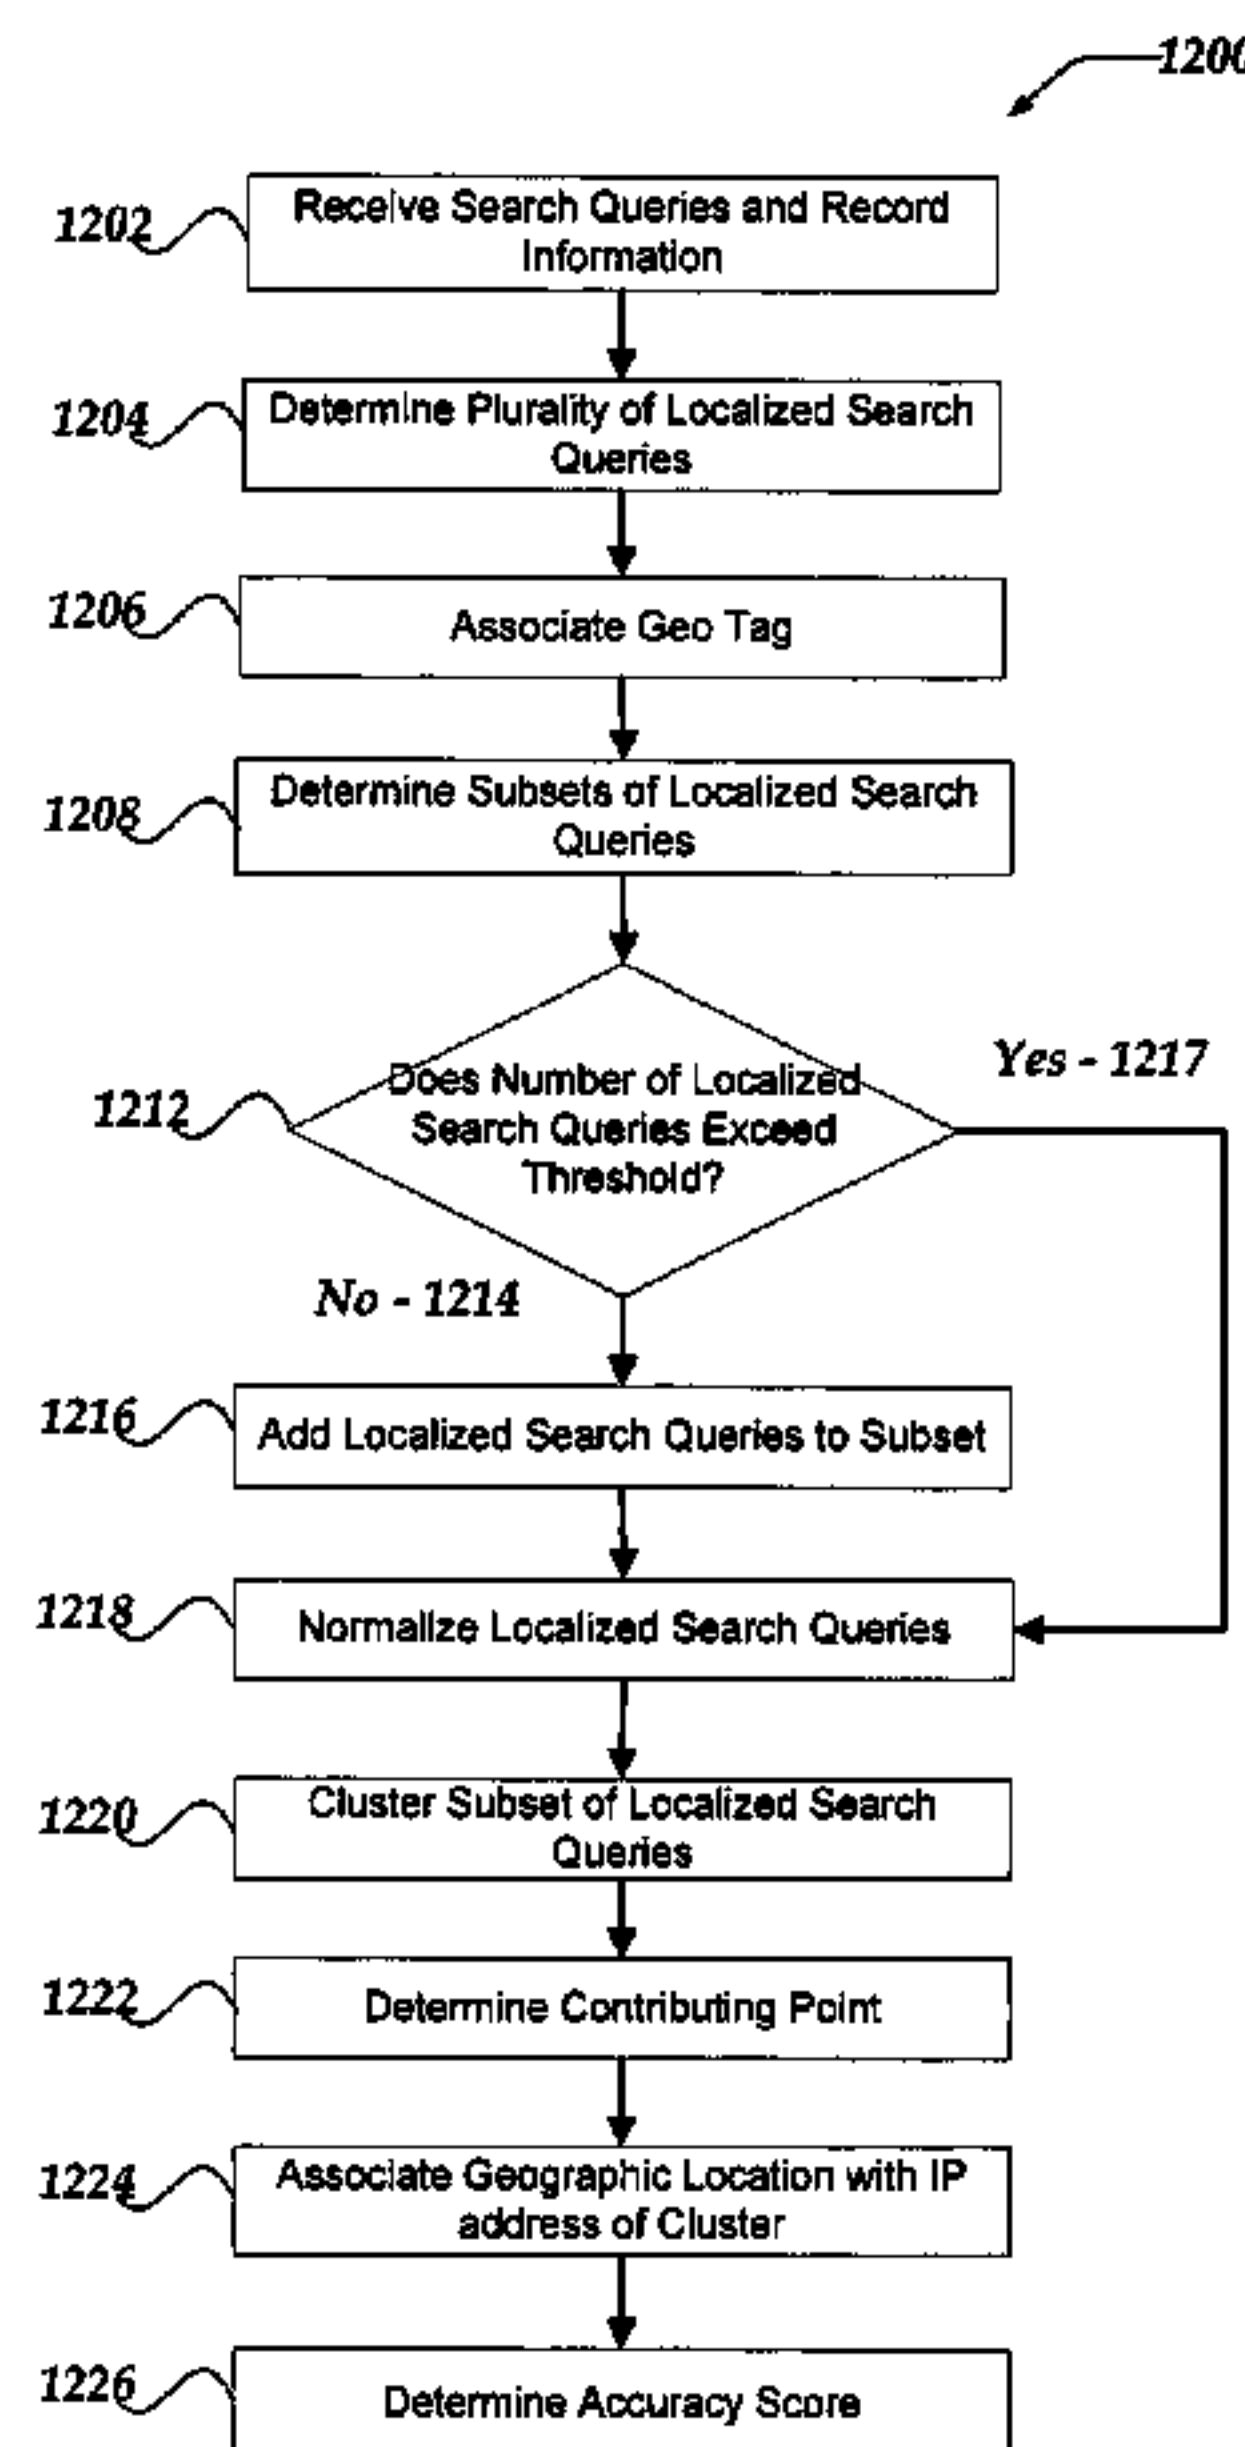 1200
1202
Receive Search Queries and Record
Information
1204
Determine Plurality of Localized Search
Queries
1206
Associate Geo Tag
1208
Determine Subsets of Localized Search
Queries
1212
Does Number of Localized
Search Queries Exceed
Threshold?
Yes - 1217
No - 1214
1216
Add Localized Search Queries to Subset
1218
Normalize Localized Search Queries
1220
Cluster Subset of Localized Search
Queries
1222
Determine Contributing Point
1224
Associate Geographic Location with IP
address of Cluster
1226
Determine Accuracy Score